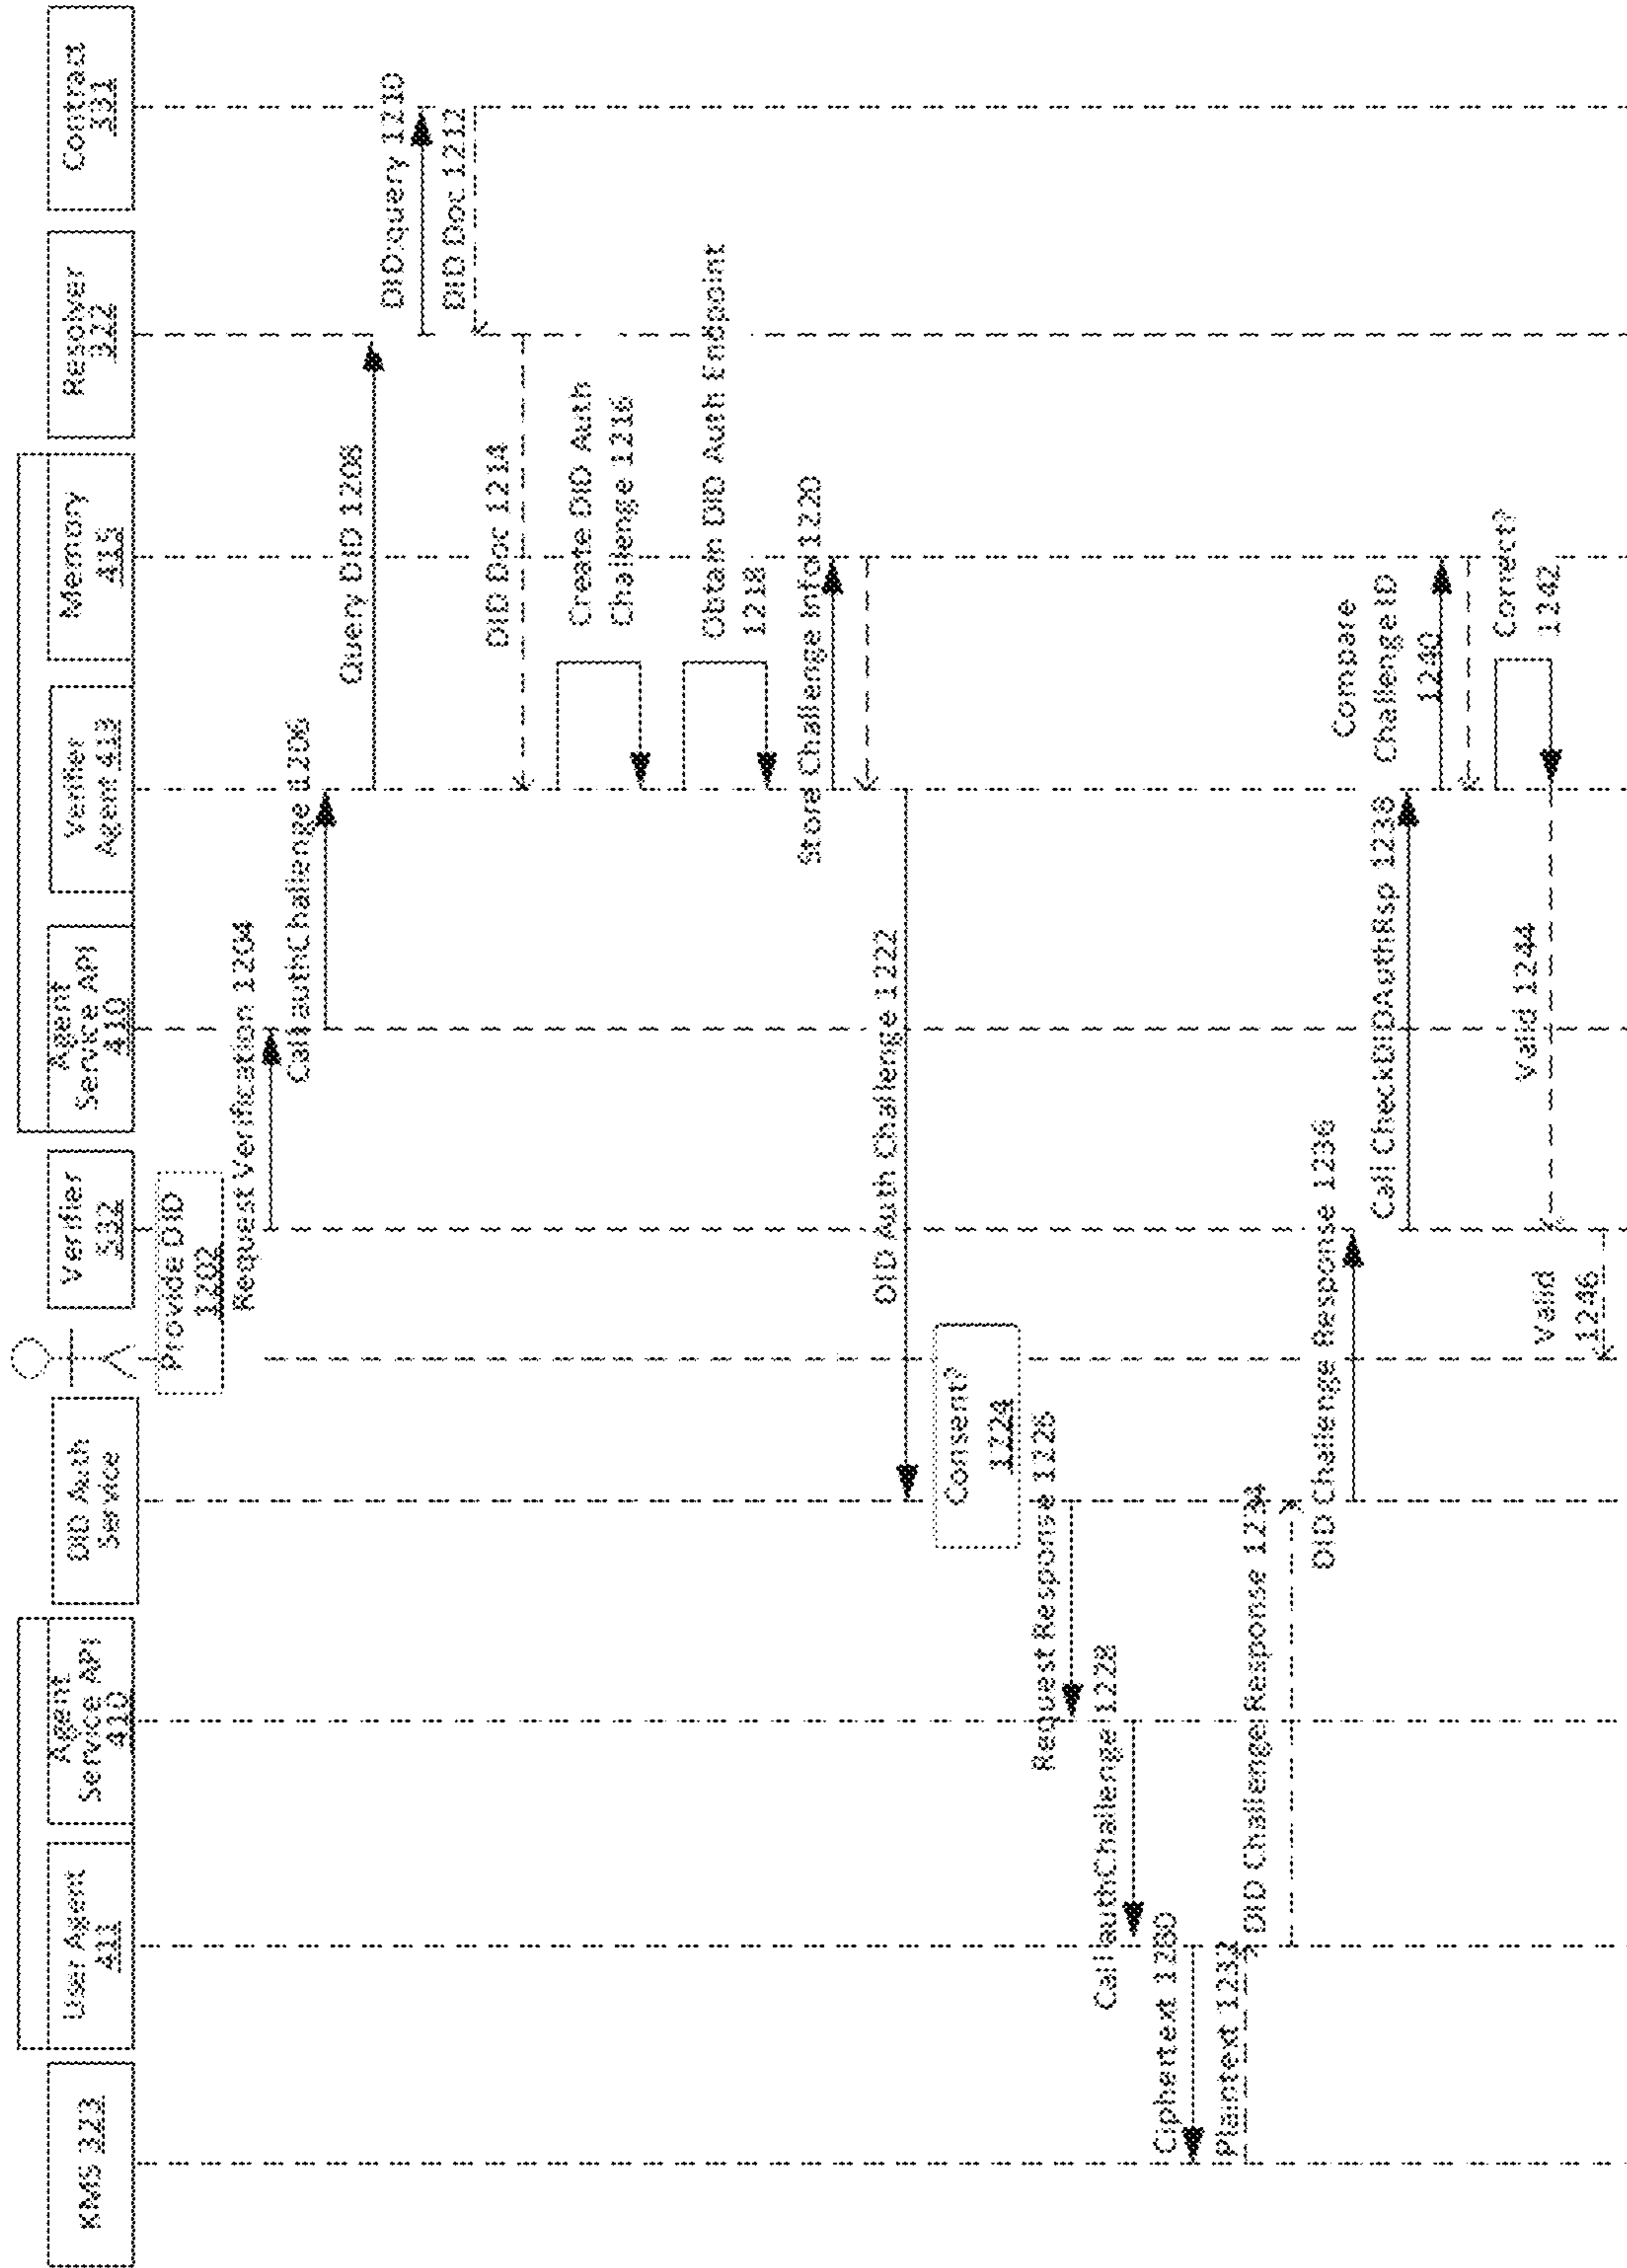 KMS 323
User Agent
411
Agent
Service API
410
DID Auth
Service
Verifier
532
Agent
Service API
410
Verifier
Agent 413
Memory
415
Resolver
322
Contract
331
Provide DID
1202
Request Verification 1204
Call authChallenge 1206
Query DID 1208
DID query 1210
DID Doc 1212
DID Doc 1214
Create DID Auth
Challenge 1216
Obtain DID Auth Endpoint
1218
Store Challenge Info 1220
DID Auth Challenge 1222
Consent?
1224
Request Response 1226
Call authChallenge 1228
Ciphertext 1230
Plaintext 1232
DID Challenge Response 1234
DID Challenge Response 1236
Call CheckDIDAuthRsp 1238
Compare
Challenge ID
1240
Correct?
1242
Valid 1244
Valid
1246